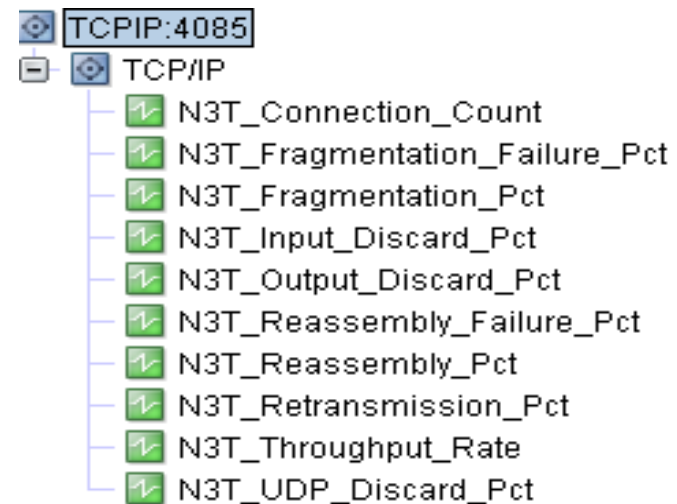 TCPIP:4085
TCP/IP
N3T_Connection_Count
N3T_Fragmentation_Failure_Pct
N3T_Fragmentation_Pct
N3T_Input_Discard_Pct
N3T_Output_Discard_Pct
N3T_Reassembly_Failure_Pct
N3T_Reassembly_Pct
N3T_Retransmission_Pct
N3T_Throughput_Rate
N3T_UDP_Discard_Pct